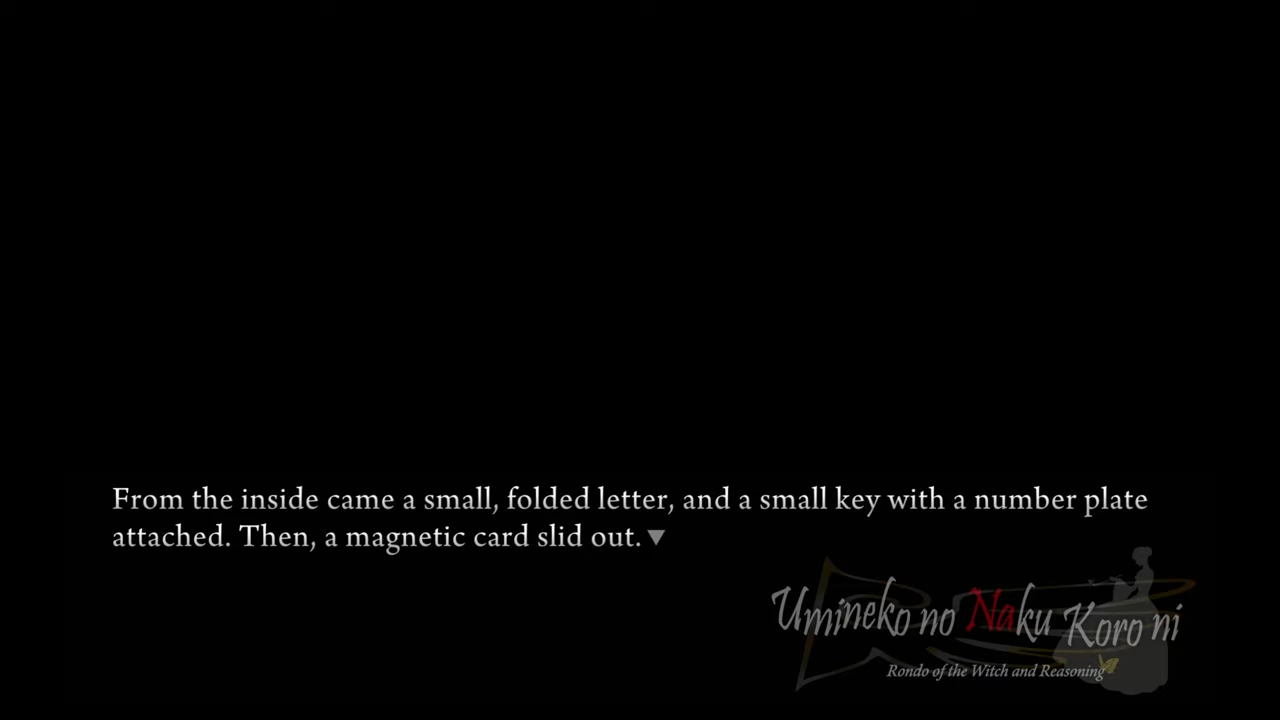 From the inside came a small, folded letter, and a small key with a number plate
attached. Then, a magnetic card slid out.
Umineko no Naku Koro ni
Rondo of the Witch and Reasoning